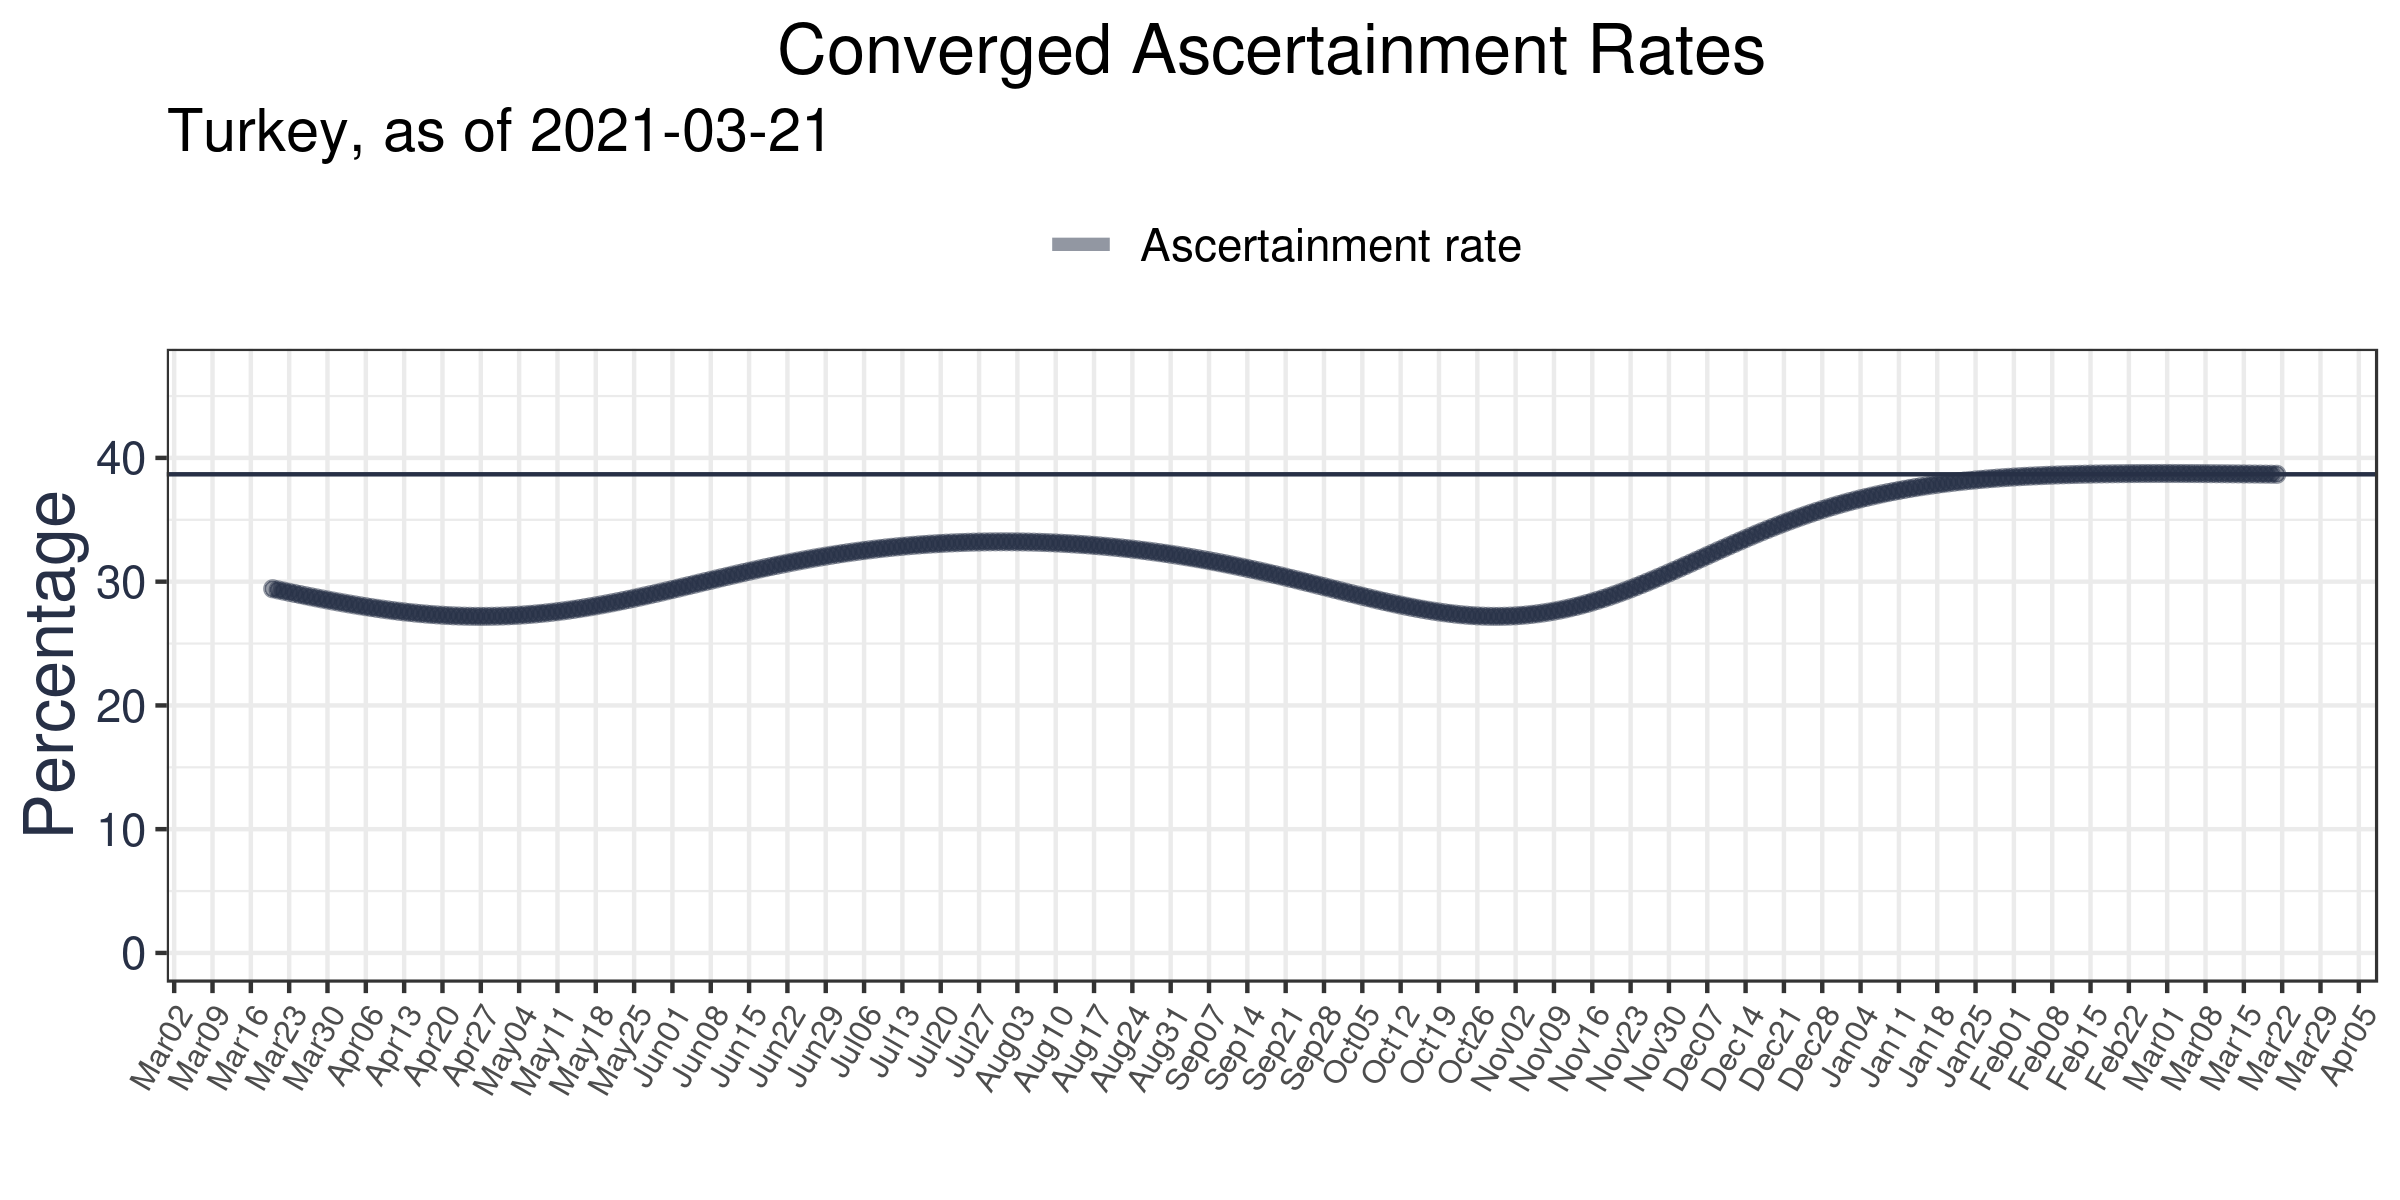 Converged Ascertainment Rates
Turkey, as of 2021-03-21
Ascertainment rate
Percentage
40
30
20
10
0
Mar02 Mar09 Mar16 Mar23 Mar30 Apr06 Apr13 Apr20 Apr27 May04 May11 May18 May25 Jun01 Jun08 Jun15 Jun22 Jun29 Jul06 Jul13 Jul20 Jul27 Aug03 Aug10 Aug17 Aug24 Aug31 Sep07 Sep14 Sep21 Sep28 Oct05 Oct12 Oct19 Oct26 Nov02 Nov09 Nov16 Nov23 Nov30 Dec07 Dec14 Dec21 Dec28 Jan04 Jan11 Jan18 Jan25 Feb01 Feb08 Feb15 Feb22 Mar01 Mar08 Mar15 Mar22 Mar29 Apr05